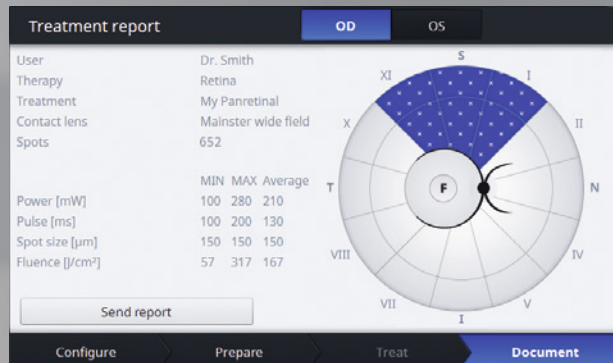 Treatment report
OD
OS
User Dr. Smith
Therapy Retina
Treatment My Panretinal
Contact lens Mainster wide field
Spots 652
MIN MAX Average
Power [mW] 100 280 210
Pulse [ms] 100 200 130
Spot size [µm] 150 150 150
Fluence [J/cm²] 57 317 167
Send report
S
XI
I
X
II
T
F
N
VIII
IV
VII
V
I
Configure
Prepare
Treat
Document